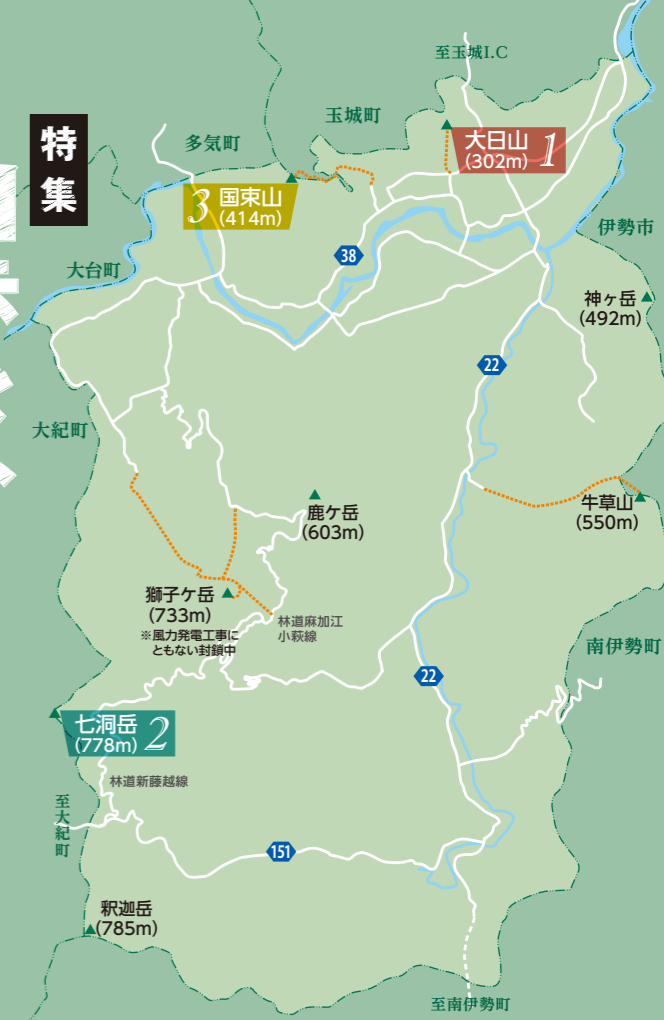 特集
至玉城I.C
玉城町
多気町
大日山
(302m)
1
3
国束山
(414m)
伊勢市
大台町
38
神ヶ岳
(492m)
22
大紀町
鹿ケ岳
(603m)
牛草山
(550m)
獅子ケ岳
(733m)
※風力発電工事に
ともない封鎖中
林道麻加江
小萩線
南伊勢町
22
七洞岳
(778m)
2
林道新藤越線
至大紀町
151
釈迦岳
(785m)
至南伊勢町